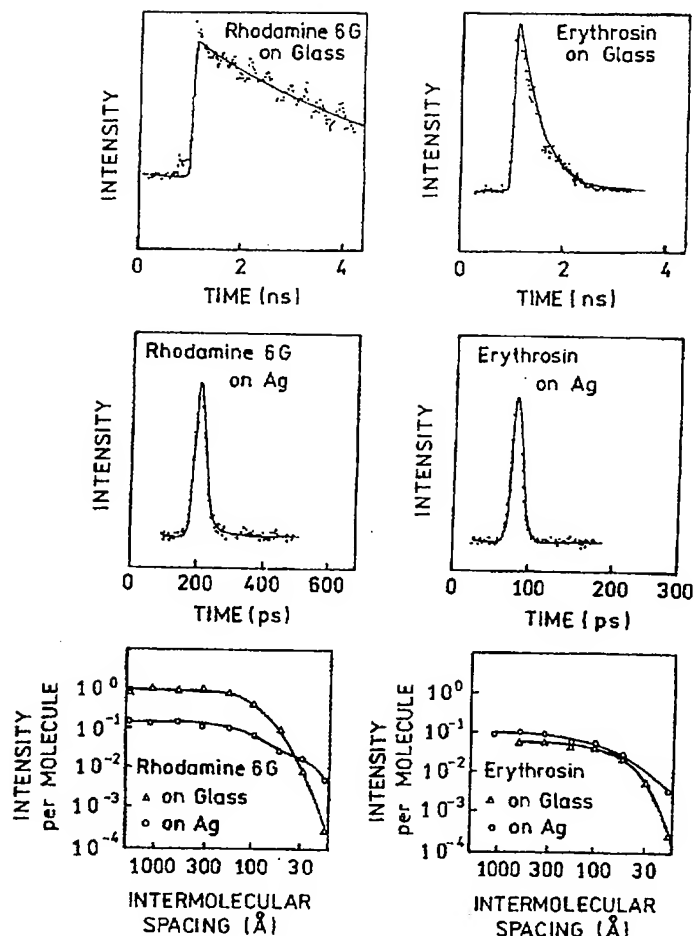 Rhodamine 6G
on Glass
INTENSITY
0 2 4
TIME (ns)
Erythrosin
on Glass
INTENSITY
0 2 4
TIME (ns)
Rhodamine 6G
on Ag
INTENSITY
0 200 400 600
TIME (ps)
Erythrosin
on Ag
INTENSITY
0 100 200 300
TIME (ps)
INTENSITY
per MOLECULE
10⁰
10⁻¹
10⁻²
10⁻³
10⁻⁴
Rhodamine 6G
△ on Glass
○ on Ag
1000 300 100 30
INTERMOLECULAR
SPACING (Å)
INTENSITY
per MOLECULE
10⁰
10⁻¹
10⁻²
10⁻³
10⁻⁴
Erythrosin
△ on Glass
○ on Ag
1000 300 100 30
INTERMOLECULAR
SPACING (Å)